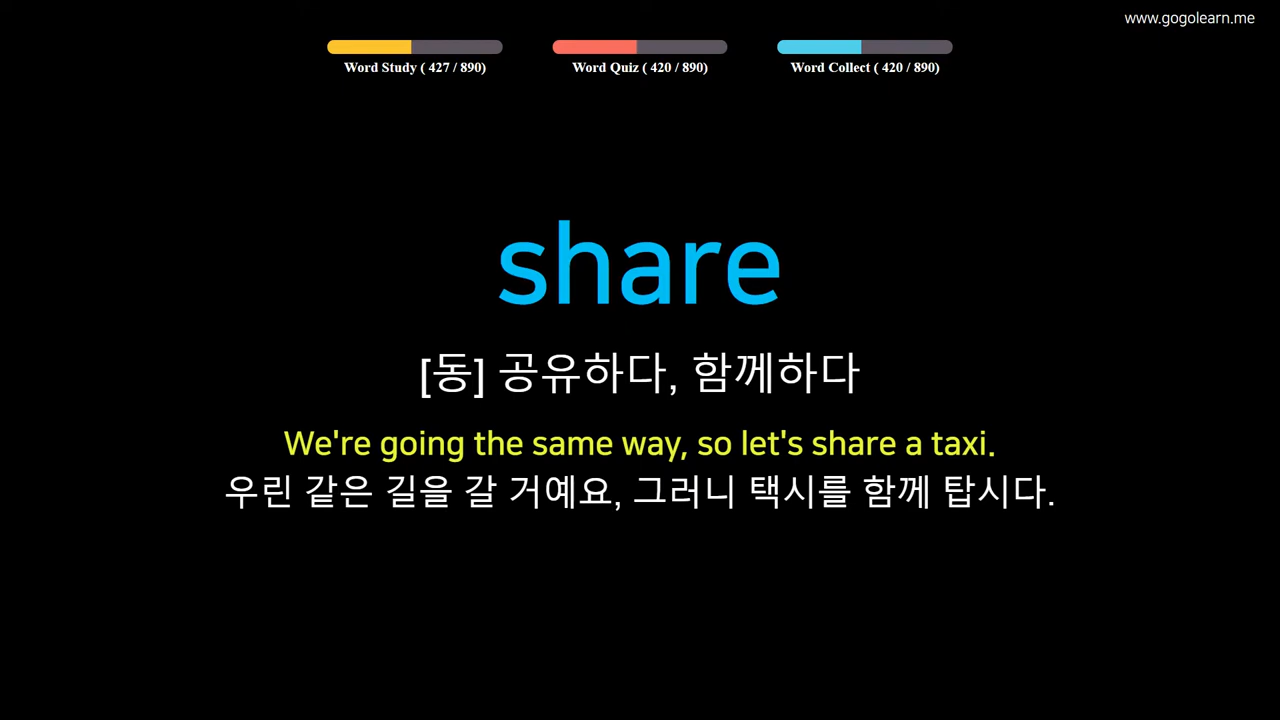 www.gogolearn.me
Word Study ( 427 / 890)
Word Quiz ( 420 / 890)
Word Collect ( 420 / 890)
share
[동] 공유하다, 함께하다
We're going the same way, so let's share a taxi.
우린 같은 길을 갈 거예요, 그러니 택시를 함께 탑시다.